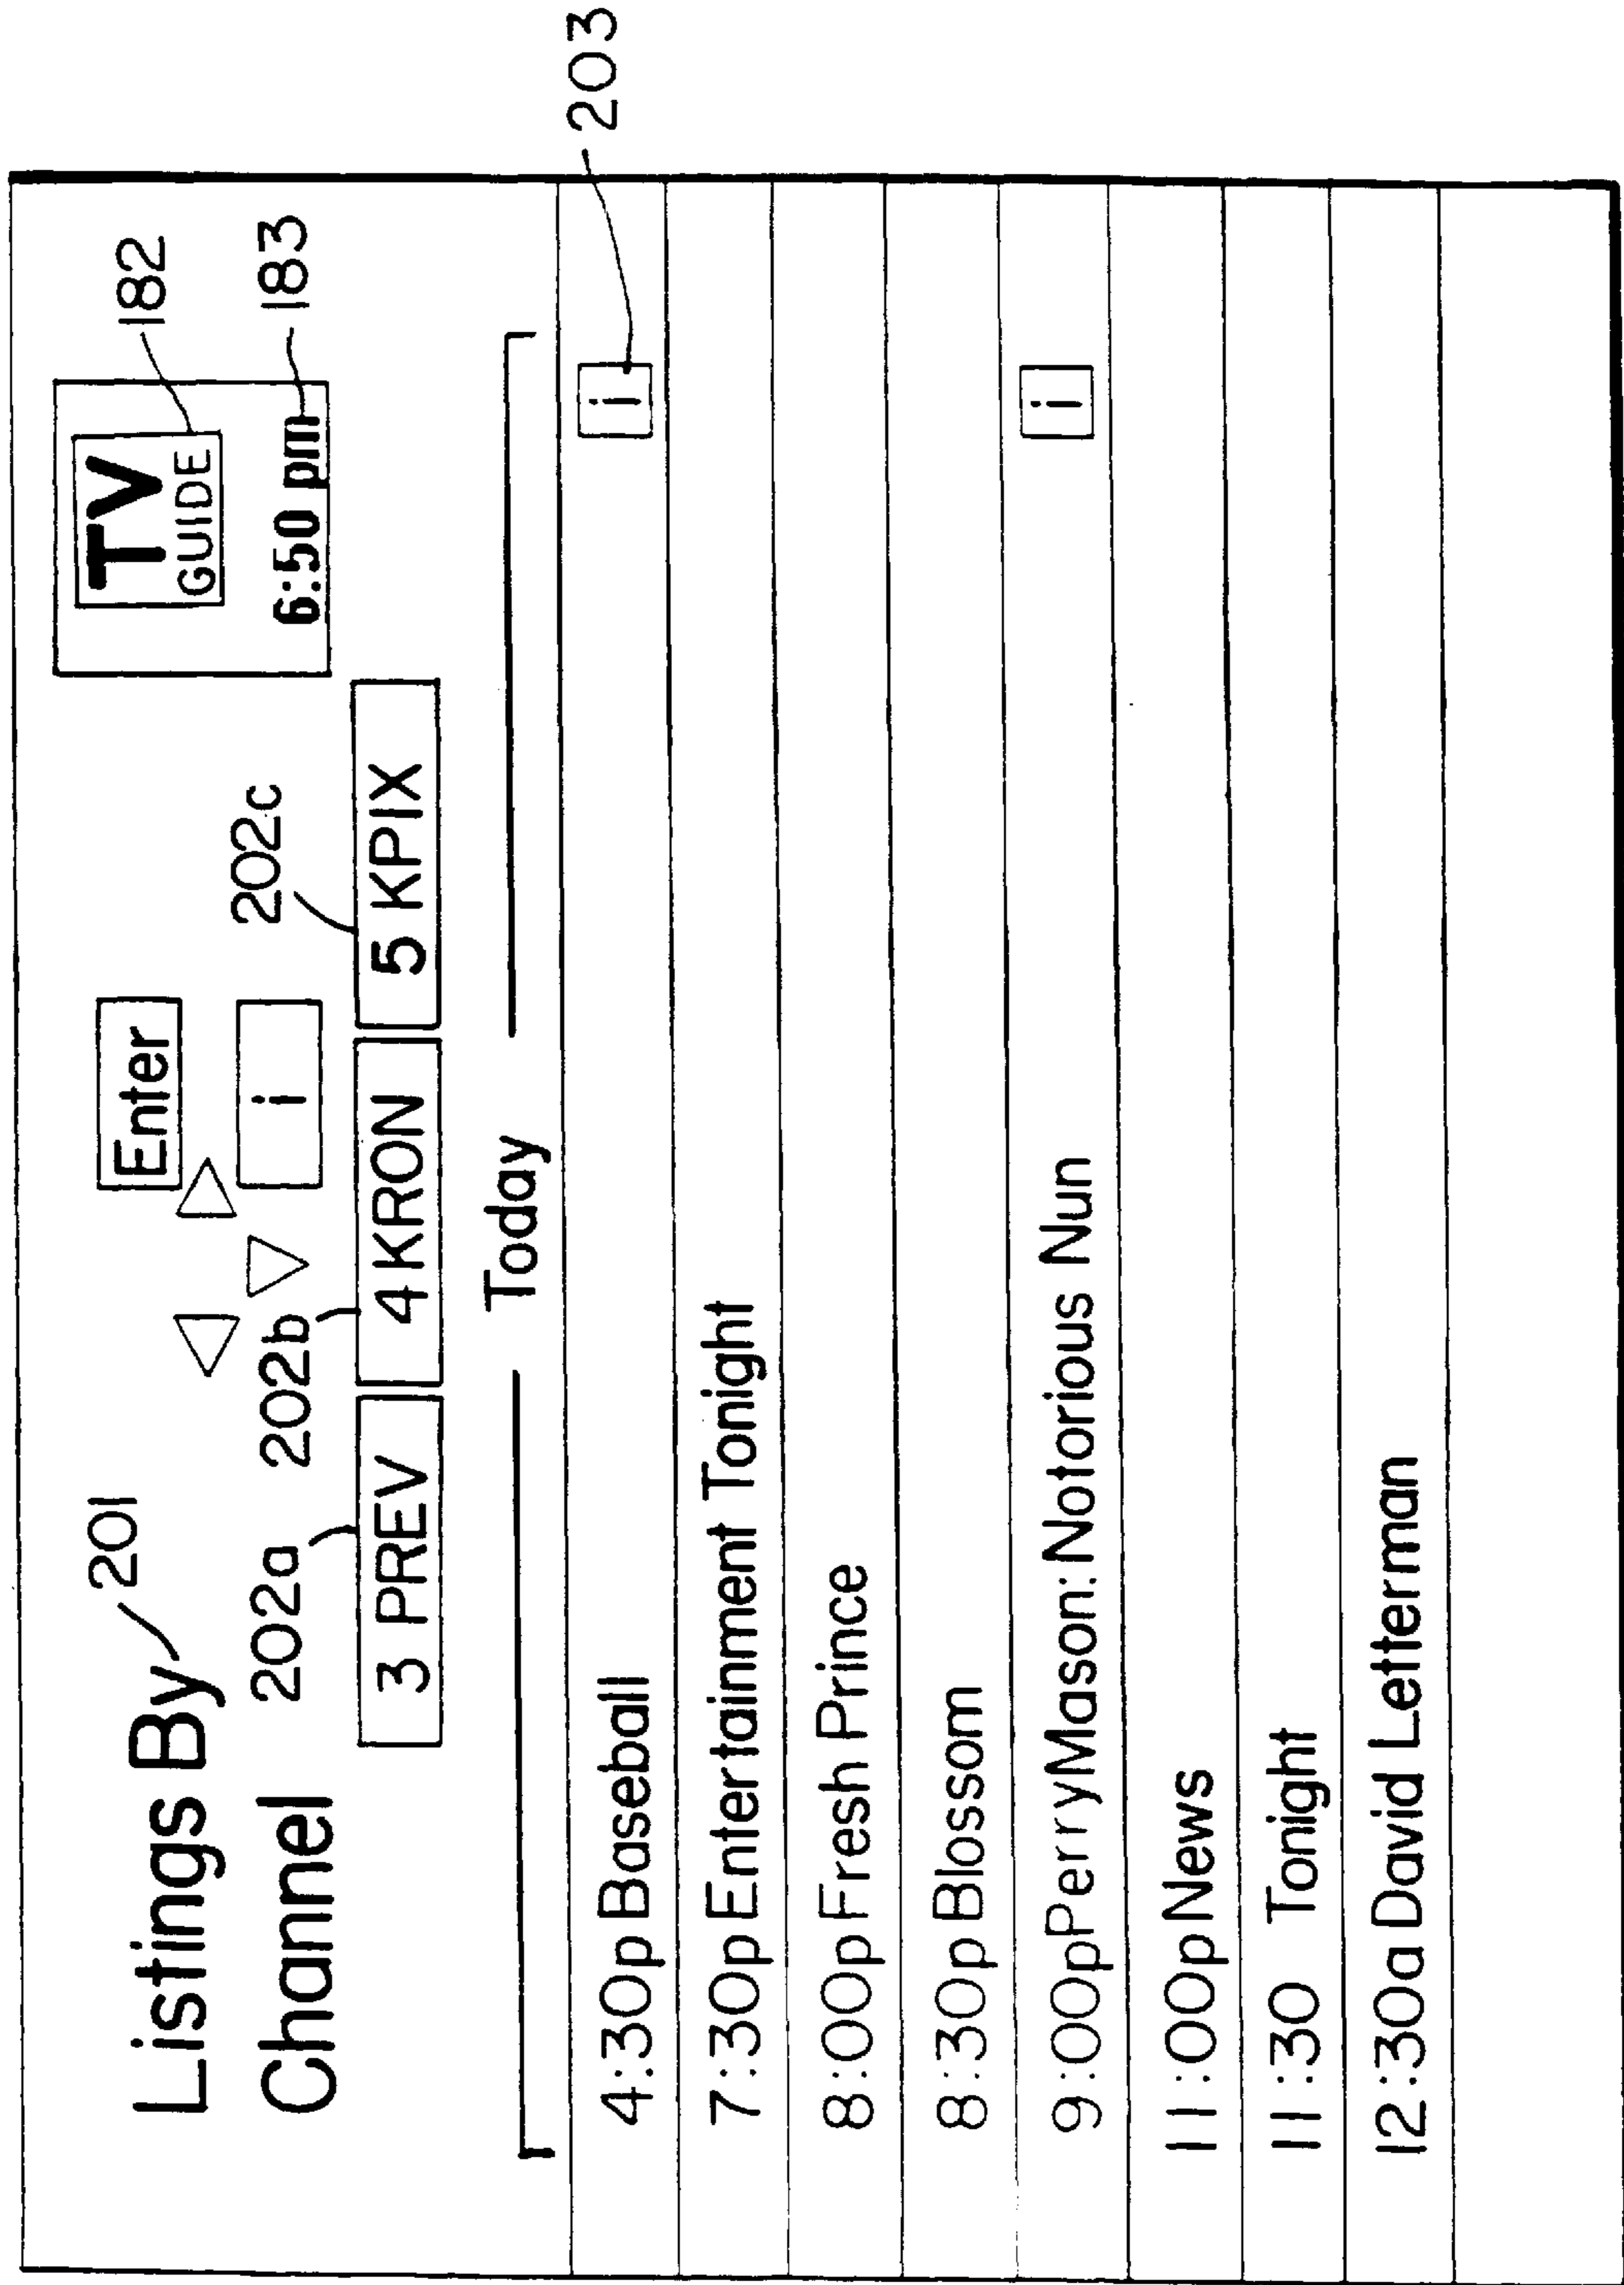 Listings By 201
Channel
Enter
i
TV
GUIDE
6:50 pm
182
183
202a 202b 202c
3 PREV 4 KRON 5 KPIX
Today
4:30p Baseball i 203
7:30p Entertainment Tonight
8:00p Fresh Prince
8:30p Blossom
9:00p Perry Mason: Notorious Nun i
11:00p News
11:30 Tonight
12:30a David Letterman